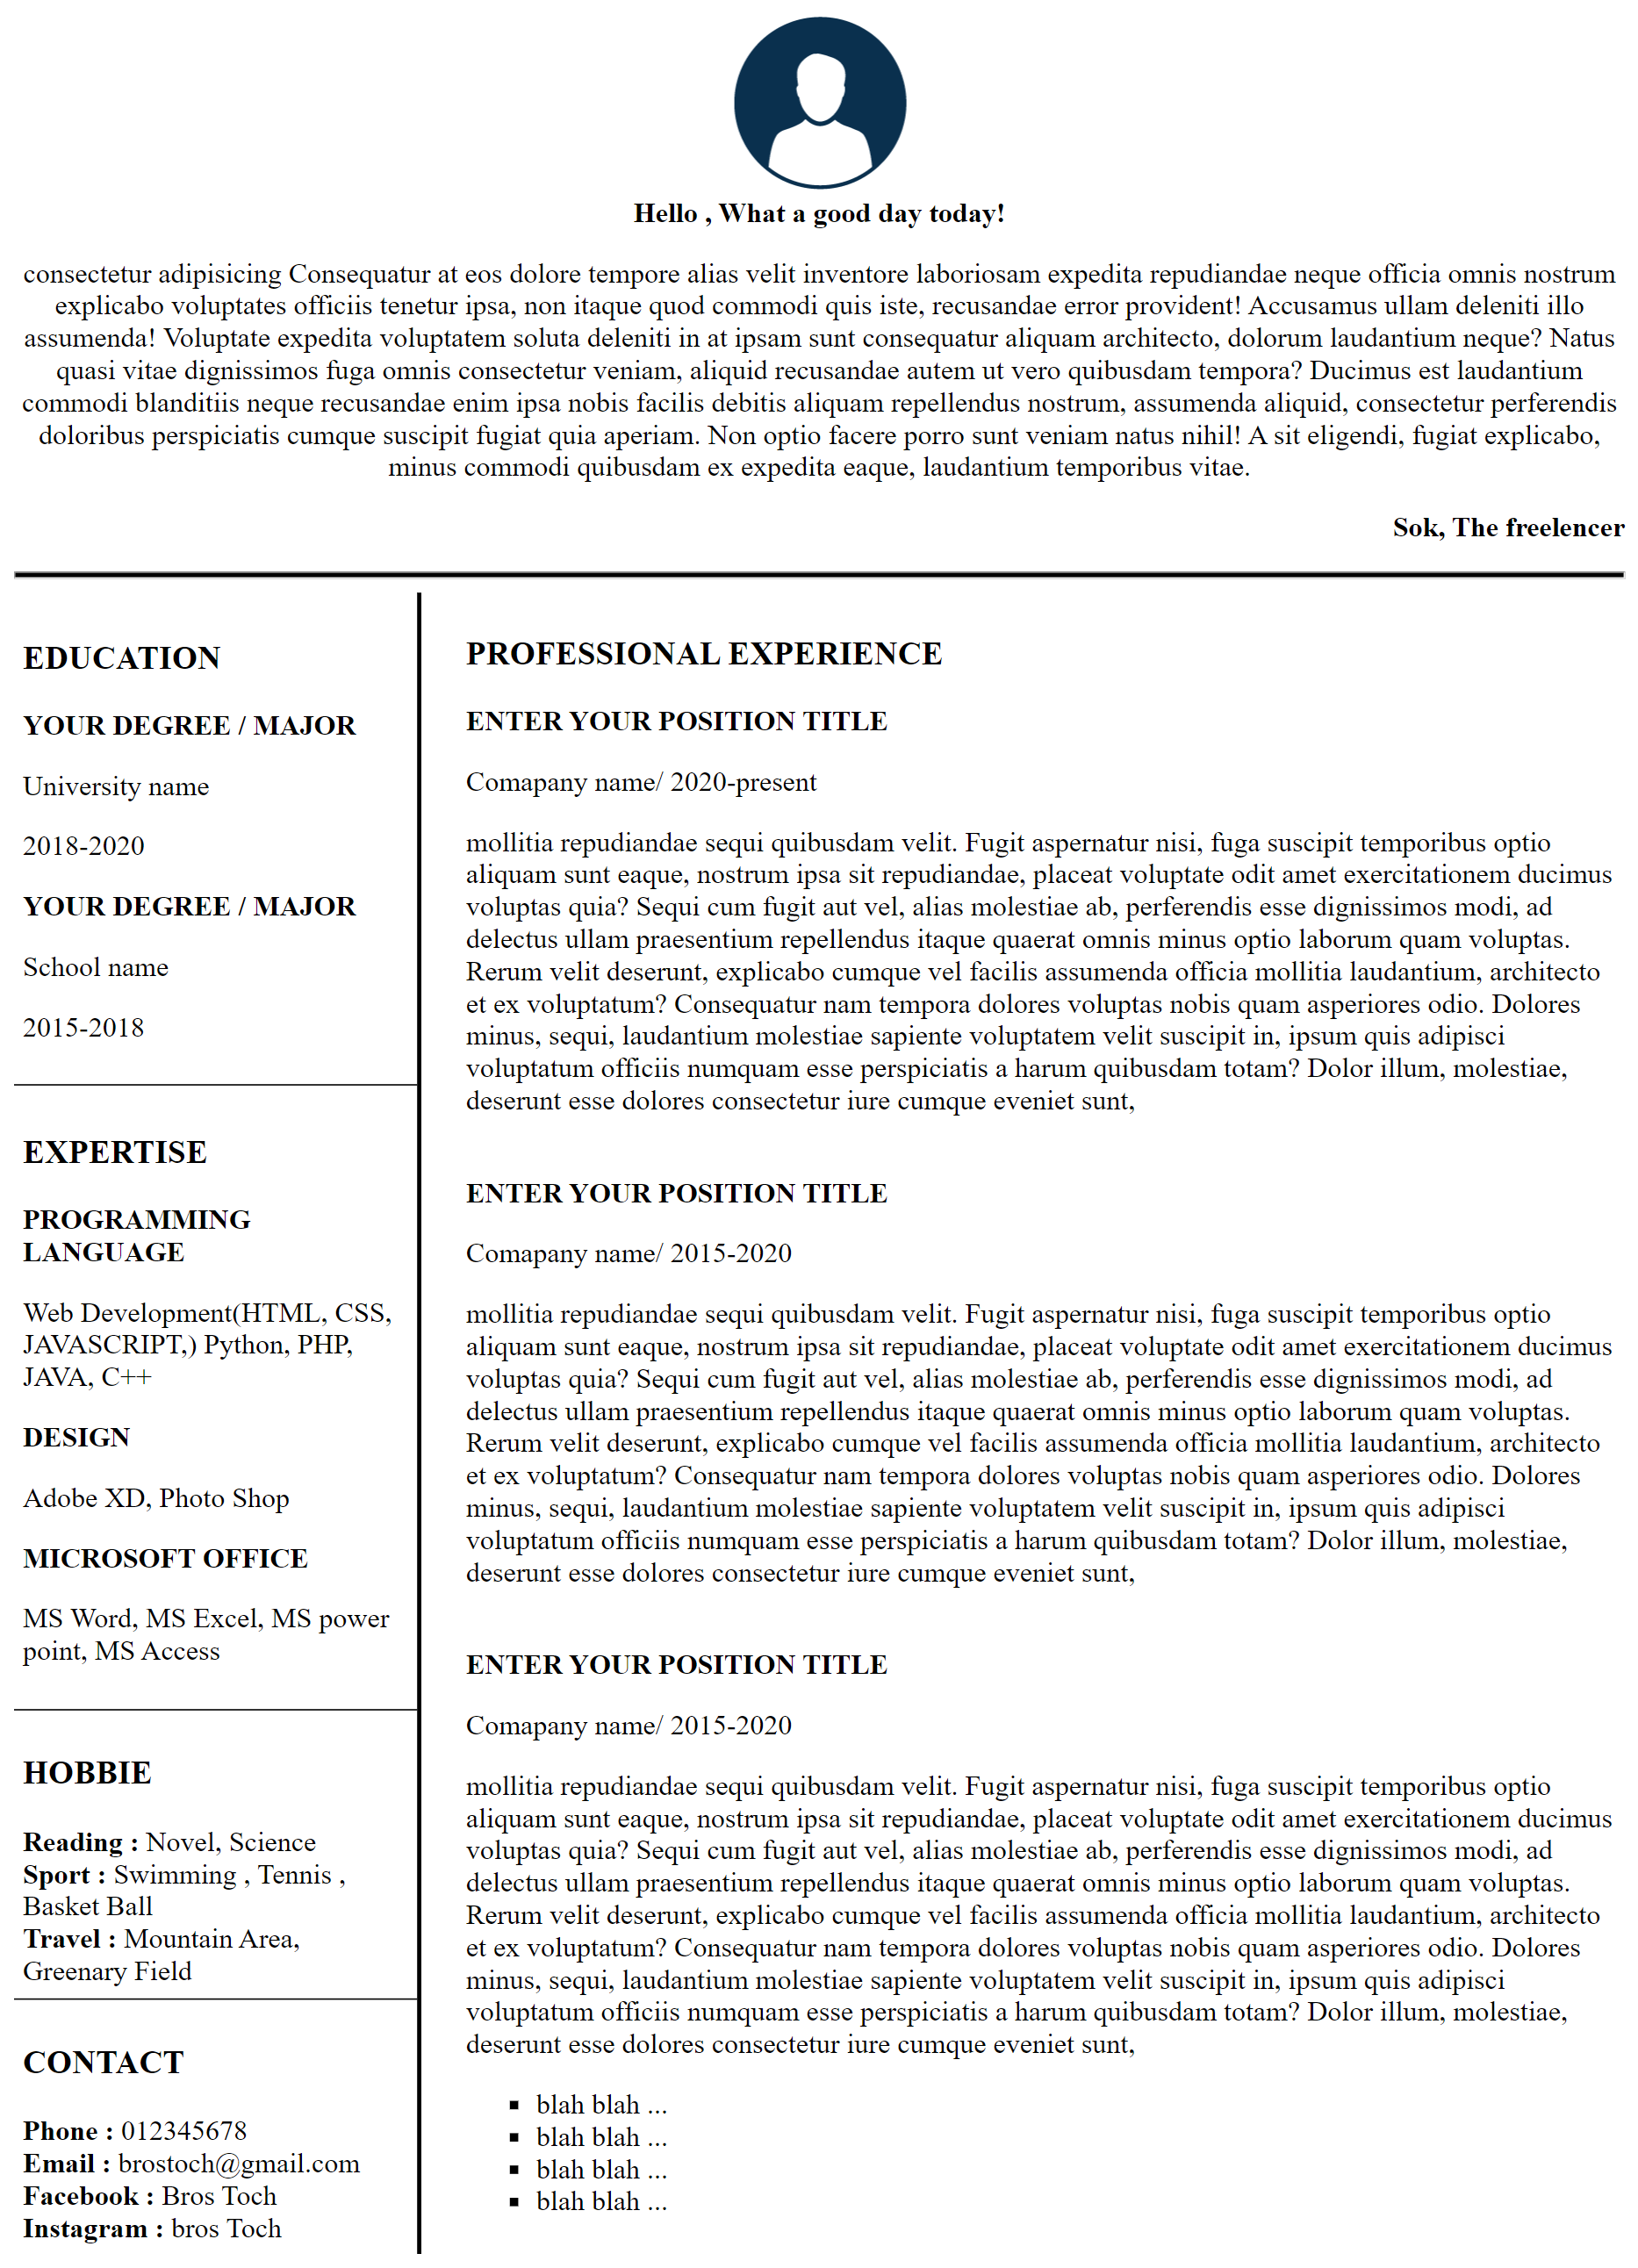 Hello , What a good day today!
consectetur adipisicing Consequatur at eos dolore tempore alias velit inventore laboriosam expedita repudiandae neque officia omnis nostrum
explicabo voluptates officiis tenetur ipsa, non itaque quod commodi quis iste, recusandae error provident! Accusamus ullam deleniti illo
assumenda! Voluptate expedita voluptatem soluta deleniti in at ipsam sunt consequatur aliquam architecto, dolorum laudantium neque? Natus
quasi vitae dignissimos fuga omnis consectetur veniam, aliquid recusandae autem ut vero quibusdam tempora? Ducimus est laudantium
commodi blanditiis neque recusandae enim ipsa nobis facilis debitis aliquam repellendus nostrum, assumenda aliquid, consectetur perferendis
doloribus perspiciatis cumque suscipit fugiat quia aperiam. Non optio facere porro sunt veniam natus nihil! A sit eligendi, fugiat explicabo,
minus commodi quibusdam ex expedita eaque, laudantium temporibus vitae.
Sok, The freelencer
EDUCATION
YOUR DEGREE / MAJOR
University name
2018-2020
YOUR DEGREE / MAJOR
School name
2015-2018
EXPERTISE
PROGRAMMING
LANGUAGE
Web Development(HTML, CSS,
JAVASCRIPT,) Python, PHP,
JAVA, C++
DESIGN
Adobe XD, Photo Shop
MICROSOFT OFFICE
MS Word, MS Excel, MS power
point, MS Access
HOBBIE
Reading : Novel, Science
Sport : Swimming , Tennis ,
Basket Ball
Travel : Mountain Area,
Greenary Field
CONTACT
Phone : 012345678
Email : brostoch@gmail.com
Facebook : Bros Toch
Instagram : bros Toch
PROFESSIONAL EXPERIENCE
ENTER YOUR POSITION TITLE
Comapany name/ 2020-present
mollitia repudiandae sequi quibusdam velit. Fugit aspernatur nisi, fuga suscipit temporibus optio
aliquam sunt eaque, nostrum ipsa sit repudiandae, placeat voluptate odit amet exercitationem ducimus
voluptas quia? Sequi cum fugit aut vel, alias molestiae ab, perferendis esse dignissimos modi, ad
delectus ullam praesentium repellendus itaque quaerat omnis minus optio laborum quam voluptas.
Rerum velit deserunt, explicabo cumque vel facilis assumenda officia mollitia laudantium, architecto
et ex voluptatum? Consequatur nam tempora dolores voluptas nobis quam asperiores odio. Dolores
minus, sequi, laudantium molestiae sapiente voluptatem velit suscipit in, ipsum quis adipisci
voluptatum officiis numquam esse perspiciatis a harum quibusdam totam? Dolor illum, molestiae,
deserunt esse dolores consectetur iure cumque eveniet sunt,
ENTER YOUR POSITION TITLE
Comapany name/ 2015-2020
mollitia repudiandae sequi quibusdam velit. Fugit aspernatur nisi, fuga suscipit temporibus optio
aliquam sunt eaque, nostrum ipsa sit repudiandae, placeat voluptate odit amet exercitationem ducimus
voluptas quia? Sequi cum fugit aut vel, alias molestiae ab, perferendis esse dignissimos modi, ad
delectus ullam praesentium repellendus itaque quaerat omnis minus optio laborum quam voluptas.
Rerum velit deserunt, explicabo cumque vel facilis assumenda officia mollitia laudantium, architecto
et ex voluptatum? Consequatur nam tempora dolores voluptas nobis quam asperiores odio. Dolores
minus, sequi, laudantium molestiae sapiente voluptatem velit suscipit in, ipsum quis adipisci
voluptatum officiis numquam esse perspiciatis a harum quibusdam totam? Dolor illum, molestiae,
deserunt esse dolores consectetur iure cumque eveniet sunt,
ENTER YOUR POSITION TITLE
Comapany name/ 2015-2020
mollitia repudiandae sequi quibusdam velit. Fugit aspernatur nisi, fuga suscipit temporibus optio
aliquam sunt eaque, nostrum ipsa sit repudiandae, placeat voluptate odit amet exercitationem ducimus
voluptas quia? Sequi cum fugit aut vel, alias molestiae ab, perferendis esse dignissimos modi, ad
delectus ullam praesentium repellendus itaque quaerat omnis minus optio laborum quam voluptas.
Rerum velit deserunt, explicabo cumque vel facilis assumenda officia mollitia laudantium, architecto
et ex voluptatum? Consequatur nam tempora dolores voluptas nobis quam asperiores odio. Dolores
minus, sequi, laudantium molestiae sapiente voluptatem velit suscipit in, ipsum quis adipisci
voluptatum officiis numquam esse perspiciatis a harum quibusdam totam? Dolor illum, molestiae,
deserunt esse dolores consectetur iure cumque eveniet sunt,
▪ blah blah ...
▪ blah blah ...
▪ blah blah ...
▪ blah blah ...